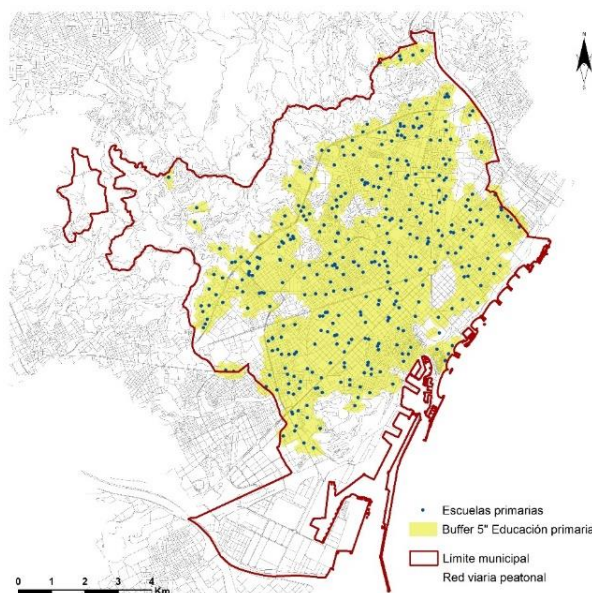 Escuelas primarias
Buffer 5" Educación primaria
Límite municipal
Red viaria peatonal
0 1 2 3 4
Km